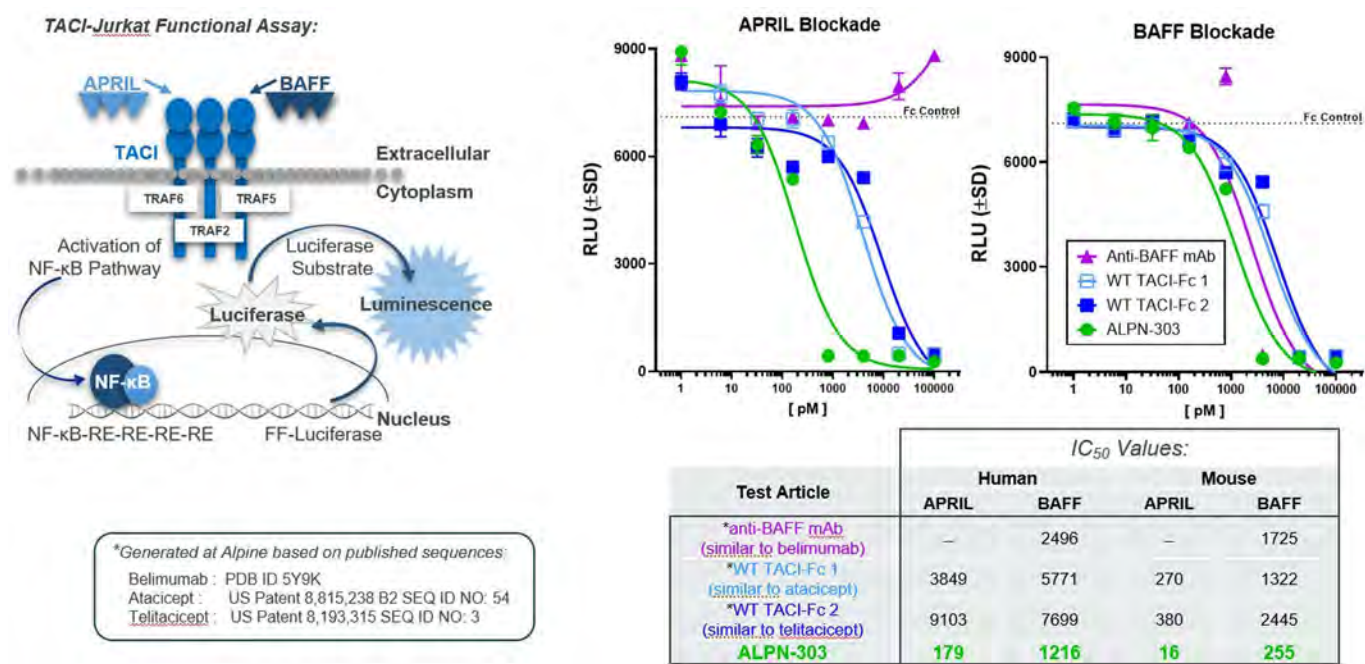 TACI-Jurkat Functional Assay:
APRIL
BAFF
TACI
Extracellular
Cytoplasm
TRAF6
TRAF5
TRAF2
Activation of
NF-κB Pathway
Luciferase
Substrate
Luciferase
Luminescence
NF-κB
Nucleus
NF-κB-RE-RE-RE-RE
FF-Luciferase
*Generated at Alpine based on published sequences:
Belimumab : PDB ID 5Y9K
Atacicept : US Patent 8,815,238 B2 SEQ ID NO: 54
Telitacicept : US Patent 8,193,315 SEQ ID NO: 3
APRIL Blockade
RLU (±SD)
9000
6000
3000
0
Fc Control
1 10 100 1000 10000 100000
[ pM ]
BAFF Blockade
RLU (±SD)
9000
6000
3000
0
Fc Control
Anti-BAFF mAb
WT TACI-Fc 1
WT TACI-Fc 2
ALPN-303
1 10 100 1000 10000 100000
[ pM ]
IC50 Values:
Test Article Human Mouse
APRIL BAFF APRIL BAFF
*anti-BAFF mAb
(similar to belimumab) – 2496 – 1725
*WT TACI-Fc 1
(similar to atacicept) 3849 5771 270 1322
*WT TACI-Fc 2
(similar to telitacicept) 9103 7699 380 2445
ALPN-303 179 1216 16 255